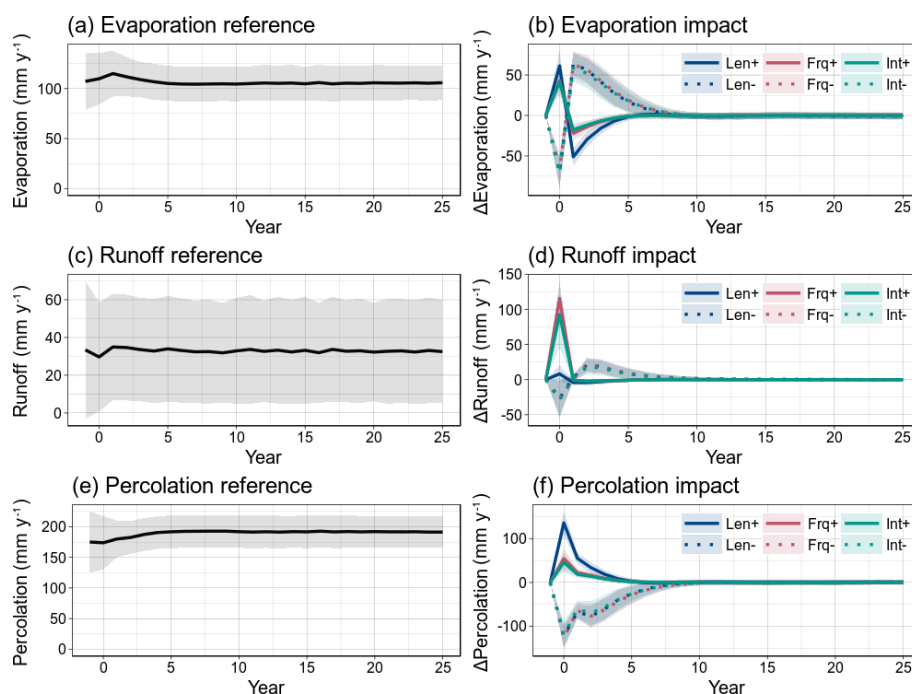 (a) Evaporation reference
Evaporation (mm y⁻¹)
100
50
0
0 5 10 15 20 25
Year
(b) Evaporation impact
ΔEvaporation (mm y⁻¹)
50
0
-50
Len+ Frq+ Int+
Len- Frq- Int-
0 5 10 15 20 25
Year
(c) Runoff reference
Runoff (mm y⁻¹)
60
40
20
0
0 5 10 15 20 25
Year
(d) Runoff impact
ΔRunoff (mm y⁻¹)
150
100
50
0
-50
Len+ Frq+ Int+
Len- Frq- Int-
0 5 10 15 20 25
Year
(e) Percolation reference
Percolation (mm y⁻¹)
200
150
100
50
0
0 5 10 15 20 25
Year
(f) Percolation impact
ΔPercolation (mm y⁻¹)
100
0
-100
Len+ Frq+ Int+
Len- Frq- Int-
0 5 10 15 20 25
Year